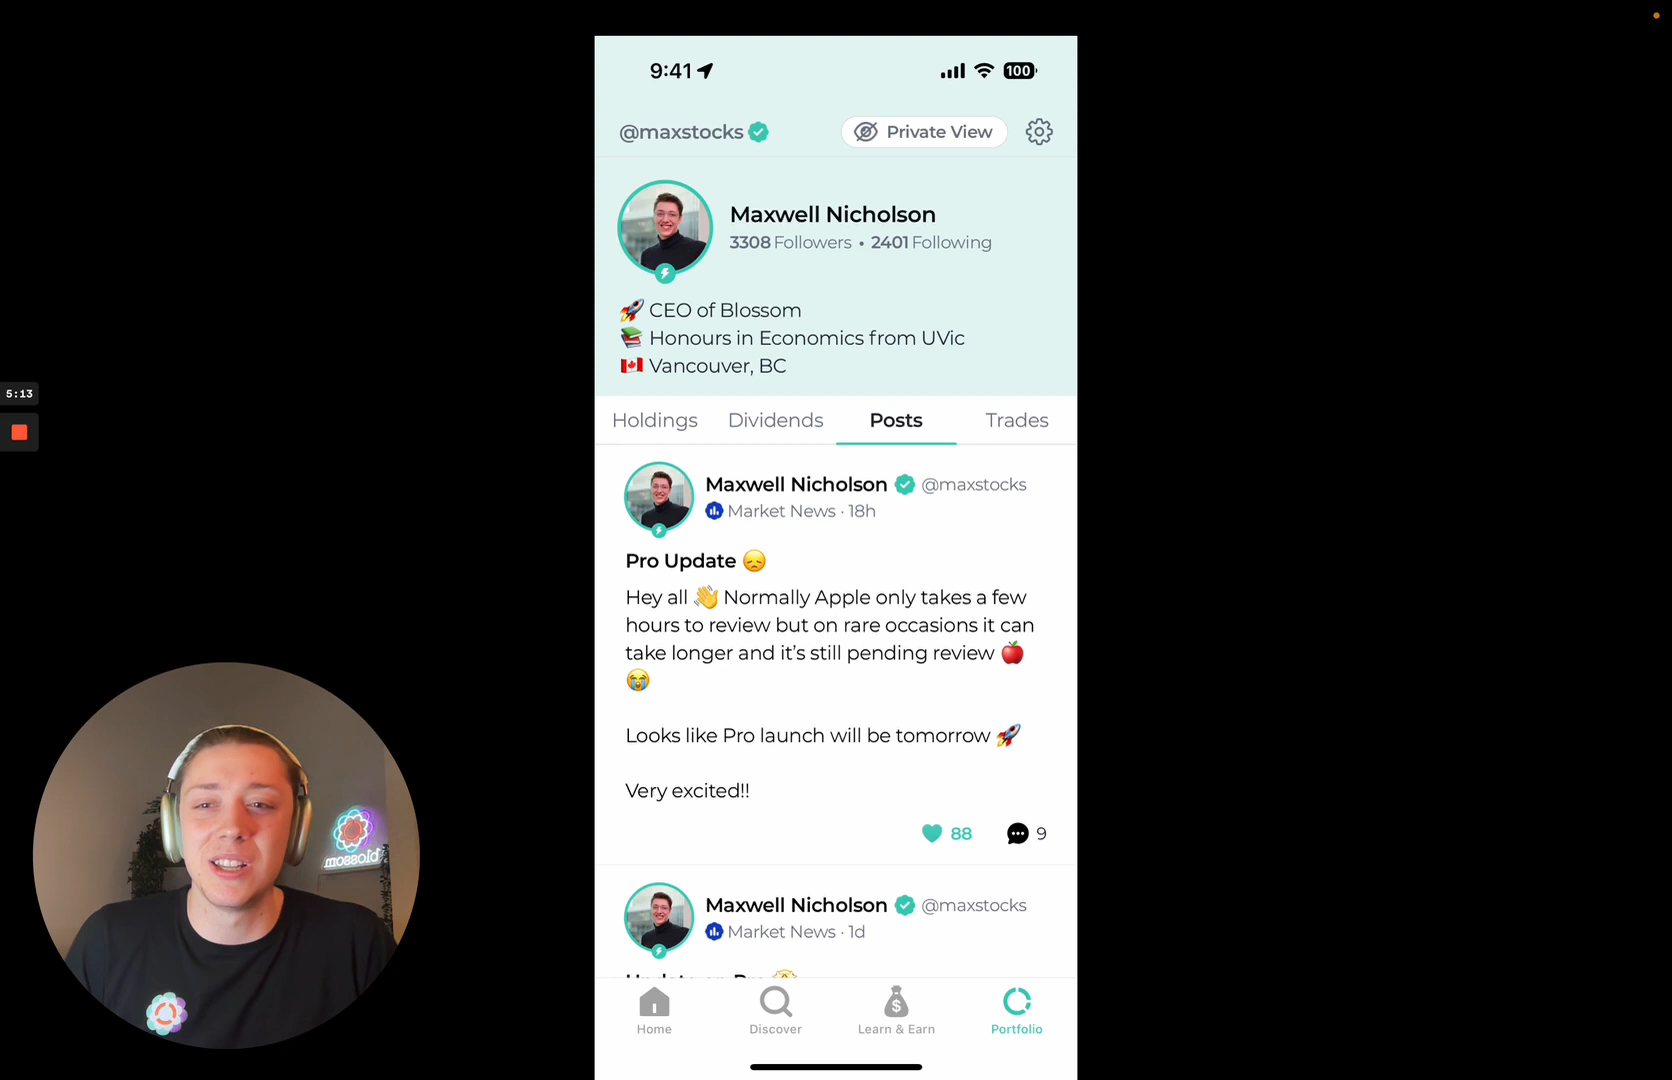 9:41
100
@maxstocks
Private View
Maxwell Nicholson
3308 Followers • 2401 Following
🚀 CEO of Blossom
📚 Honours in Economics from UVic
🇨🇦 Vancouver, BC
Holdings
Dividends
Posts
Trades
Maxwell Nicholson @maxstocks
Market News · 18h
Pro Update 😞
Hey all 👋 Normally Apple only takes a few
hours to review but on rare occasions it can
take longer and it's still pending review 🍎
😭
Looks like Pro launch will be tomorrow 🚀
Very excited!!
88
9
Maxwell Nicholson @maxstocks
Market News · 1d
Home
Discover
Learn & Earn
Portfolio
5:13
blossom